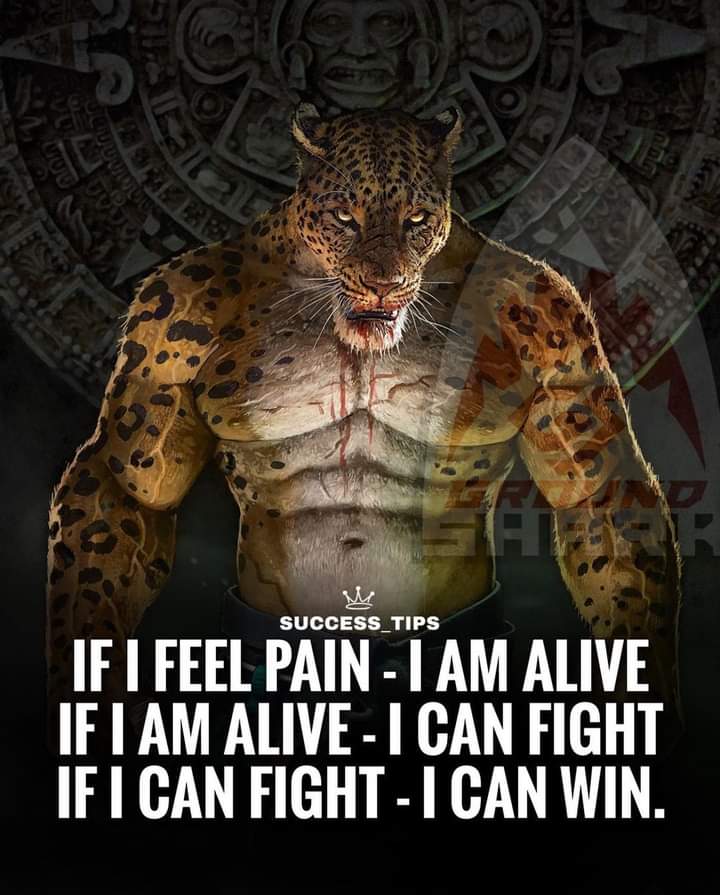 GROUND
SHARK
SUCCESS_TIPS
IF I FEEL PAIN - I AM ALIVE
IF I AM ALIVE - I CAN FIGHT
IF I CAN FIGHT - I CAN WIN.